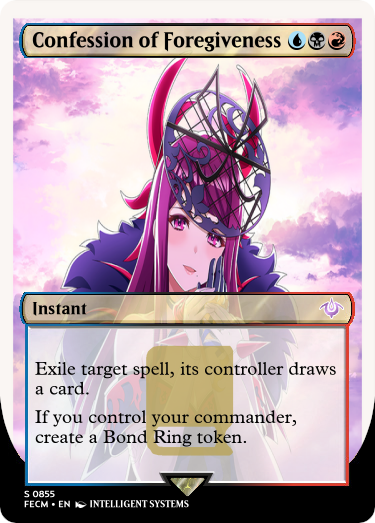 Confession of Foregiveness
Instant
Exile target spell, its controller draws
a card.
If you control your commander,
create a Bond Ring token.
S 0855
FECM • EN INTELLIGENT SYSTEMS